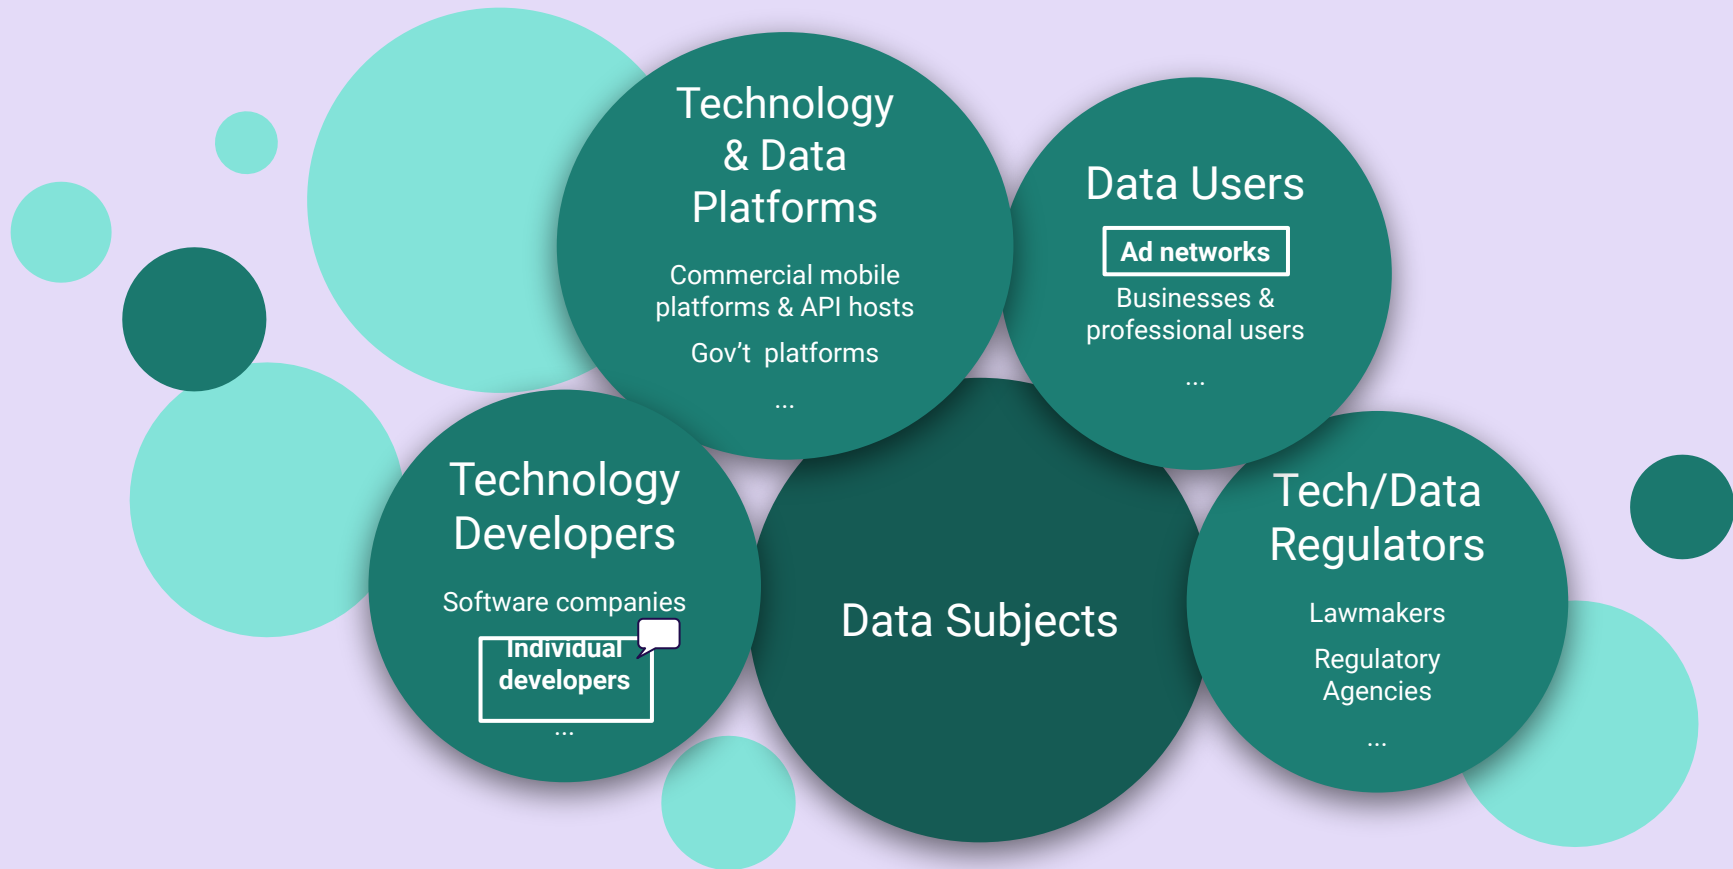 Technology
& Data
Platforms
Commercial mobile
platforms & API hosts
Gov't  platforms
...
Data Users
Ad networks
Businesses &
professional users
...
Technology
Developers
Software companies
Individual
developers
...
Data Subjects
Tech/Data
Regulators
Lawmakers
Regulatory
Agencies
...